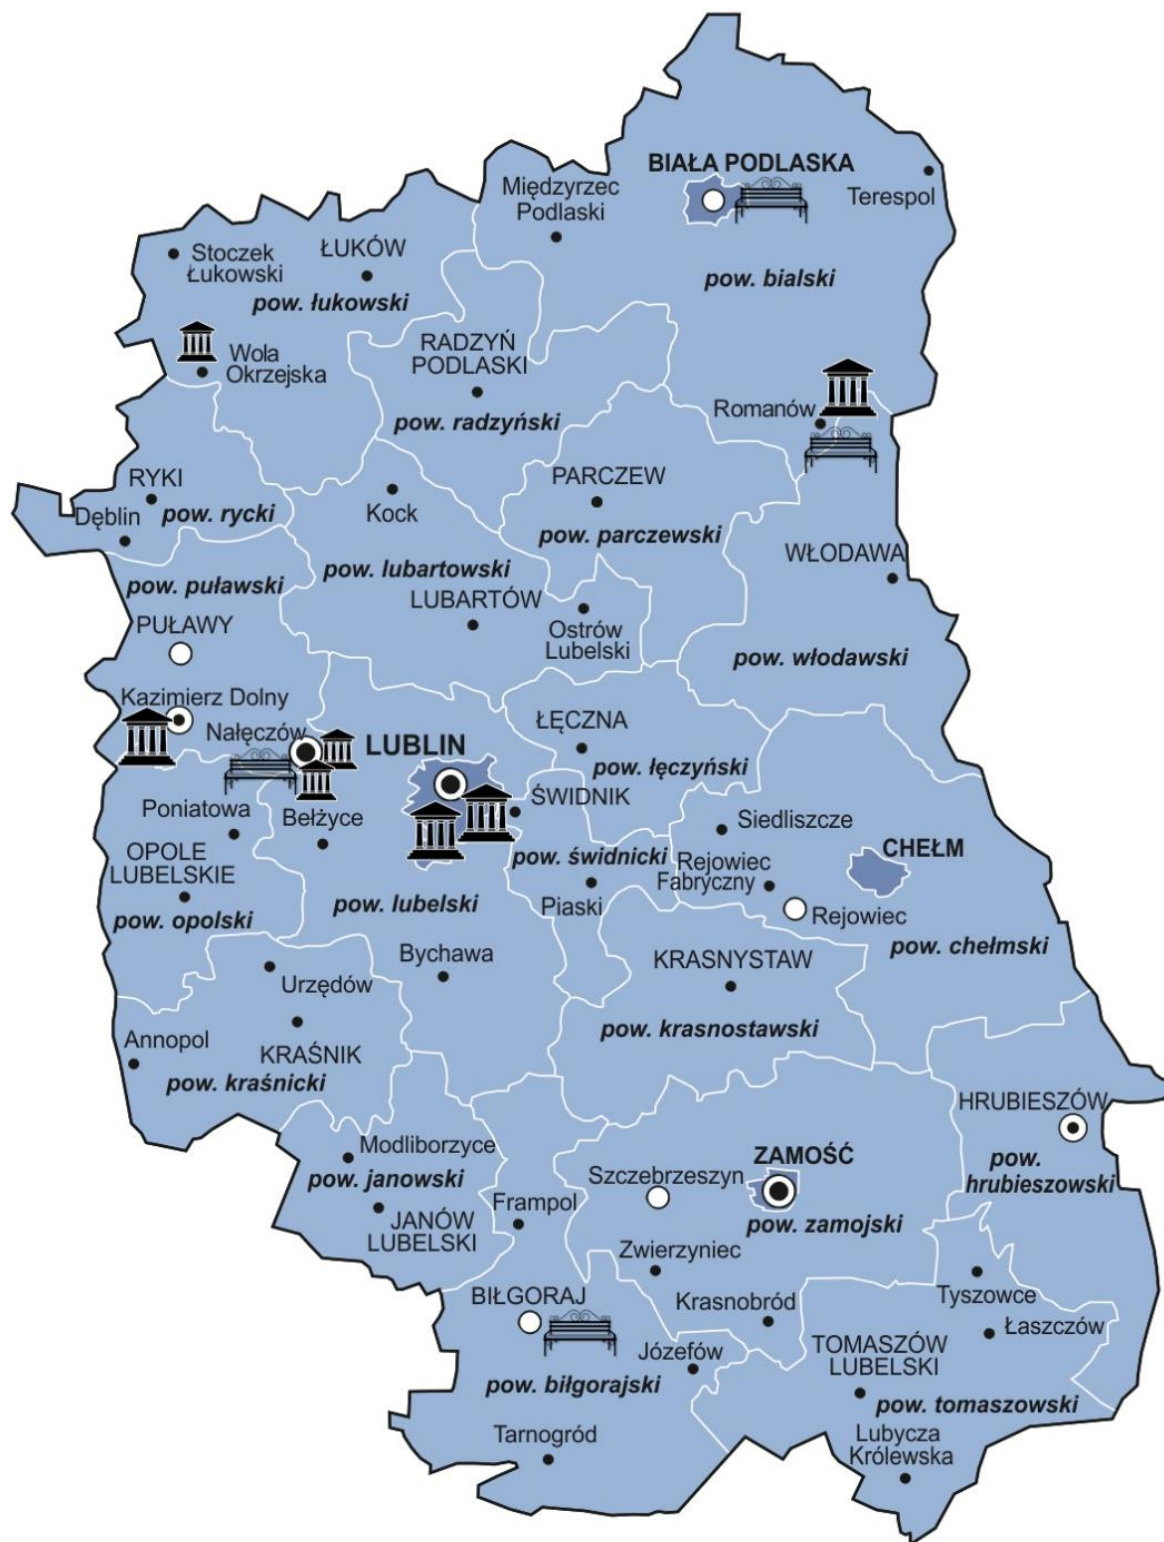 BIAŁA PODLASKA
Międzyrzec
Podlaski
Terespol
Stoczek
Łukowski
ŁUKÓW
pow. łukowski
pow. bialski
Wola
Okrzejska
RADZYŃ
PODLASKI
pow. radzyński
Romanów
RYKI
Dęblin
pow. rycki
Kock
PARCZEW
pow. parczewski
WŁODAWA
pow. puławski
pow. lubartowski
LUBARTÓW
PUŁAWY
Ostrów
Lubelski
pow. włodawski
Kazimierz Dolny
Nałęczów
LUBLIN
ŁĘCZNA
pow. łęczyński
Poniatowa
Bełżyce
ŚWIDNIK
Siedliszcze
OPOLE
LUBELSKIE
pow. opolski
pow. lubelski
pow. świdnicki
Piaski
Rejowiec
Fabryczny
CHEŁM
Rejowiec
pow. chełmski
Bychawa
KRASNYSTAW
Urzędów
pow. krasnostawski
Annopol
KRAŚNIK
pow. kraśnicki
HRUBIESZÓW
Modliborzyce
pow. janowski
Szczebrzeszyn
ZAMOŚĆ
pow.
hrubieszowski
JANÓW
LUBELSKI
Frampol
pow. zamojski
Zwierzyniec
BIŁGORAJ
Krasnobród
Tyszowce
Łaszczów
Józefów
TOMASZÓW
LUBELSKI
pow. biłgorajski
pow. tomaszowski
Tarnogród
Lubycza
Królewska